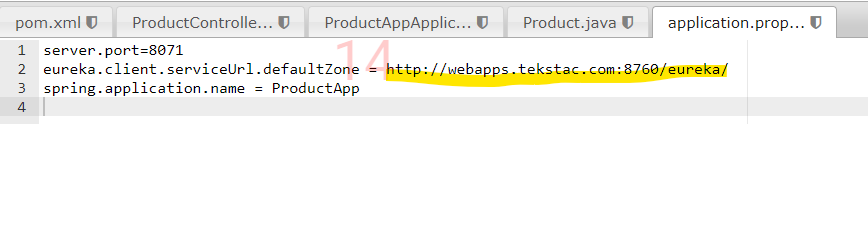 pom.xml ProductControlle... ProductAppApplic... Product.java application.prop...
1 server.port=8071
2 eureka.client.serviceUrl.defaultZone = http://webapps.tekstac.com:8760/eureka/
3 spring.application.name = ProductApp
4
14